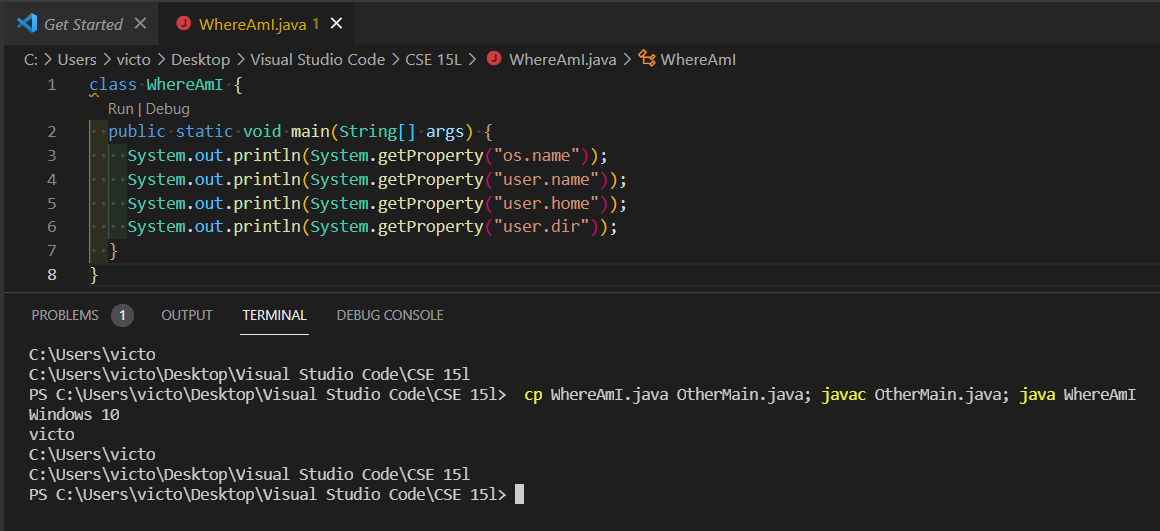 Get Started
WhereAmI.java 1
C: > Users > victo > Desktop > Visual Studio Code > CSE 15L > WhereAmI.java > WhereAmI
1 class WhereAmI {
Run | Debug
2 public static void main(String[] args) {
3 System.out.println(System.getProperty("os.name"));
4 System.out.println(System.getProperty("user.name"));
5 System.out.println(System.getProperty("user.home"));
6 System.out.println(System.getProperty("user.dir"));
7 }
8 }
PROBLEMS 1 OUTPUT TERMINAL DEBUG CONSOLE
C:\Users\victo
C:\Users\victo\Desktop\Visual Studio Code\CSE 15l
PS C:\Users\victo\Desktop\Visual Studio Code\CSE 15l> cp WhereAmI.java OtherMain.java; javac OtherMain.java; java WhereAmI
Windows 10
victo
C:\Users\victo
C:\Users\victo\Desktop\Visual Studio Code\CSE 15l
PS C:\Users\victo\Desktop\Visual Studio Code\CSE 15l>